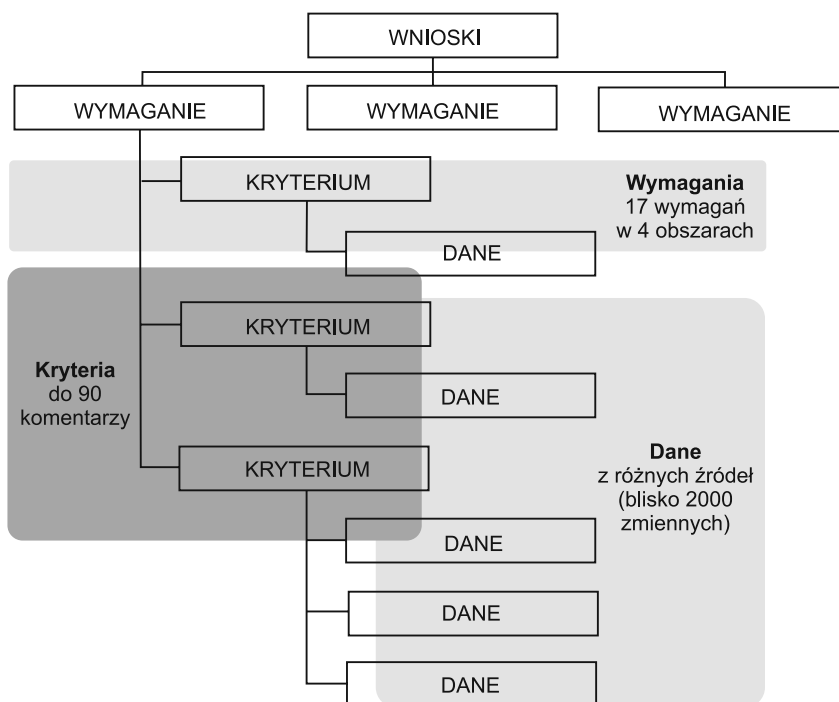 WNIOSKI
WYMAGANIE
WYMAGANIE
WYMAGANIE
KRYTERIUM
Wymagania
17 wymagań
w 4 obszarach
DANE
KRYTERIUM
Kryteria
do 90
komentarzy
DANE
KRYTERIUM
Dane
z różnych źródeł
(blisko 2000
zmiennych)
DANE
DANE
DANE